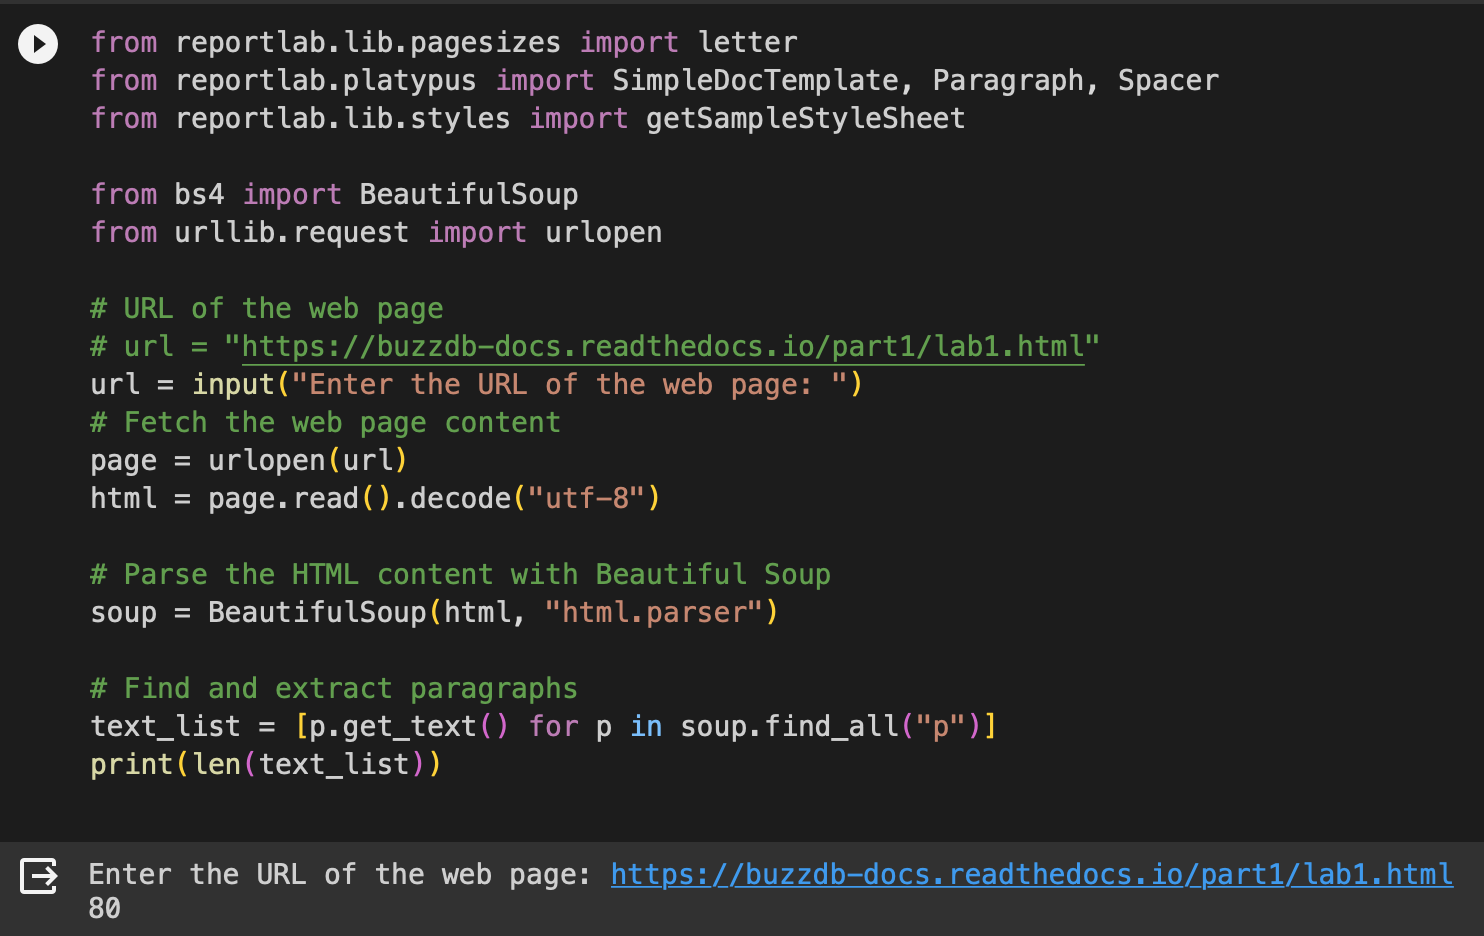 from reportlab.lib.pagesizes import letter
from reportlab.platypus import SimpleDocTemplate, Paragraph, Spacer
from reportlab.lib.styles import getSampleStyleSheet
from bs4 import BeautifulSoup
from urllib.request import urlopen
# URL of the web page
# url = "https://buzzdb-docs.readthedocs.io/part1/lab1.html"
url = input("Enter the URL of the web page: ")
# Fetch the web page content
page = urlopen(url)
html = page.read().decode("utf-8")
# Parse the HTML content with Beautiful Soup
soup = BeautifulSoup(html, "html.parser")
# Find and extract paragraphs
text_list = [p.get_text() for p in soup.find_all("p")]
print(len(text_list))
Enter the URL of the web page: https://buzzdb-docs.readthedocs.io/part1/lab1.html
80